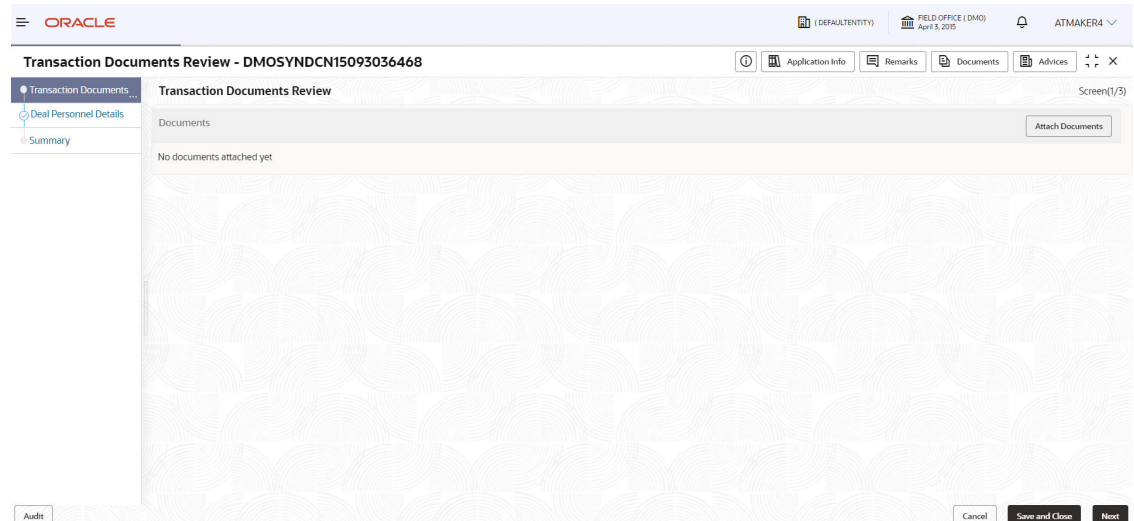 ORACLE
( DEFAULTENTITY)
FIELD OFFICE ( DMO)
April 3, 2015
ATMAKER4
Transaction Documents Review - DMOSYNDCN15093036468
Application Info
Remarks
Documents
Advices
Transaction Documents ...
Deal Personnel Details
Summary
Transaction Documents Review
Screen(1/3)
Documents
Attach Documents
No documents attached yet
Audit
Cancel
Save and Close
Next